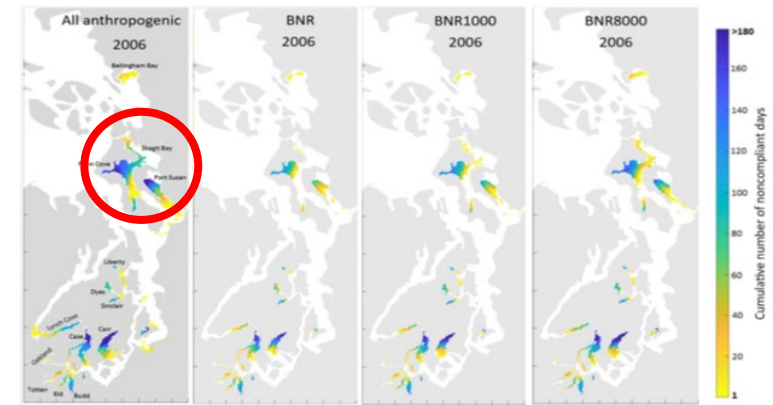 All anthropogenic
2006
BNR
2006
BNR1000
2006
BNR8000
2006
Bellingham Bay
Skagit Bay
Cove
Port Susan
Liberty
Dyes
Sinclair
Lynch Cove
Case
Carr
Oakland
Totten
Eld
Budd
>180
160
140
120
100
80
60
40
20
1
Cumulative number of noncompliant days